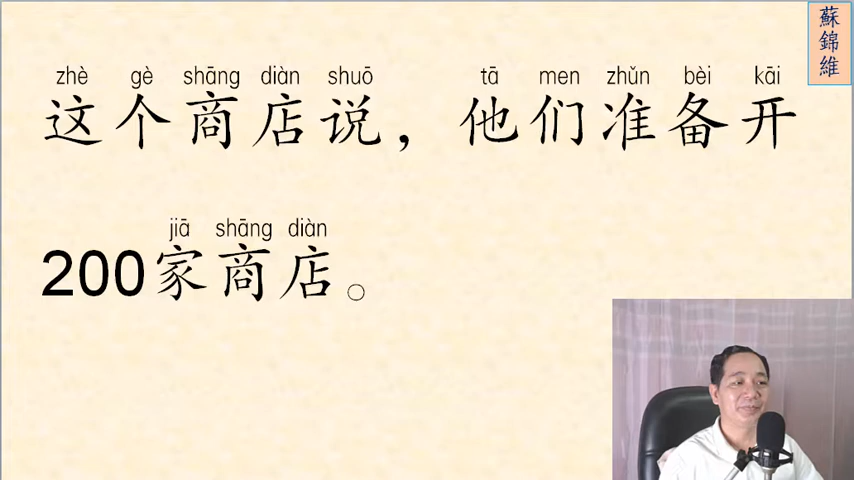 zhè gè shāng diàn shuō tā men zhǔn bèi kāi
这个商店说，他们准备开
jiā shāng diàn
200家商店。
蘇錦維